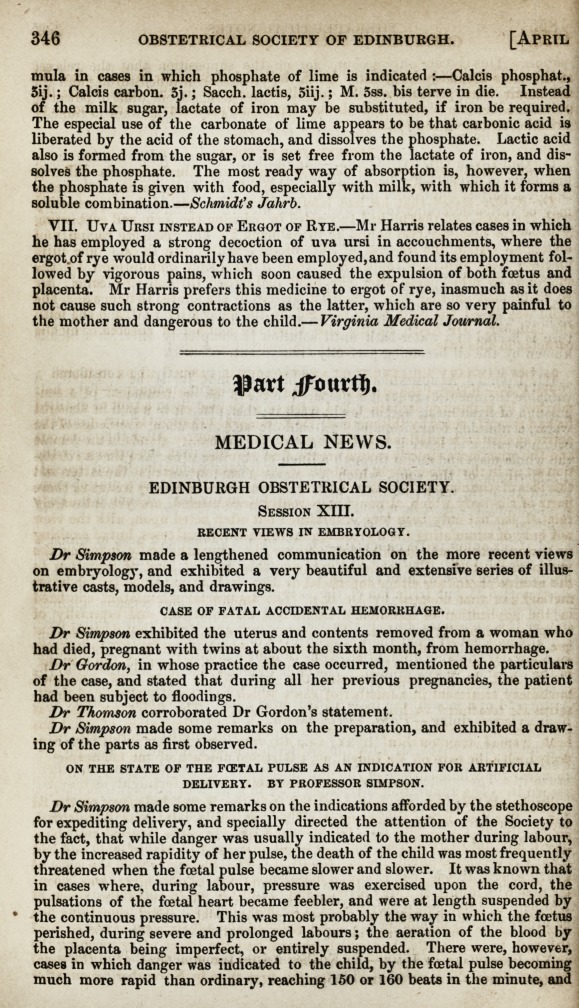 346 OBSTETRICAL SOCIETY OF EDINBURGH. [APRIL
mula in cases in which phosphate of lime is indicated :—Calcis phosphat.,
ʒij. ; Calcis carbon. ʒj. ; Sacch. lactis, ʒiij. ; M. ʒss. bis terve in die. Instead
of the milk sugar, lactate of iron may be substituted, if iron be required.
The especial use of the carbonate of lime appears to be that carbonic acid is
liberated by the acid of the stomach, and dissolves the phosphate. Lactic acid
also is formed from the sugar, or is set free from the lactate of iron, and dis-
solves the phosphate. The most ready way of absorption is, however, when
the phosphate is given with food, especially with milk, with which it forms a
soluble combination.—Schmidt's Jahrb.
VII. UVA URSI INSTEAD OF ERGOT OF RYE.—Mr Harris relates cases in which
he has employed a strong decoction of uva ursi in accouchments, where the
ergot of rye would ordinarily have been employed, and found its employment fol-
lowed by vigorous pains, which soon caused the expulsion of both fœtus and
placenta. Mr Harris prefers this medicine to ergot of rye, inasmuch as it does
not cause such strong contractions as the latter, which are so very painful to
the mother and dangerous to the child.—Virginia Medical Journal.
Part Fourth.
MEDICAL NEWS.
EDINBURGH OBSTETRICAL SOCIETY.
SESSION XIII.
RECENT VIEWS IN EMBRYOLOGY.
Dr Simpson made a lengthened communication on the more recent views
on embryology, and exhibited a very beautiful and extensive series of illus-
trative casts, models, and drawings.
CASE OF FATAL ACCIDENTAL HEMORRHAGE.
Dr Simpson exhibited the uterus and contents removed from a woman who
had died, pregnant with twins at about the sixth month, from hemorrhage.
Dr Gordon, in whose practice the case occurred, mentioned the particulars
of the case, and stated that during all her previous pregnancies, the patient
had been subject to floodings.
Dr Thomson corroborated Dr Gordon's statement.
Dr Simpson made some remarks on the preparation, and exhibited a draw-
ing of the parts as first observed.
ON THE STATE OF THE FŒTAL PULSE AS AN INDICATION FOR ARTIFICIAL
DELIVERY. BY PROFESSOR SIMPSON.
Dr Simpson made some remarks on the indications afforded by the stethoscope
for expediting delivery, and specially directed the attention of the Society to
the fact, that while danger was usually indicated to the mother during labour,
by the increased rapidity of her pulse, the death of the child was most frequently
threatened when the fœtal pulse became slower and slower. It was known that
in cases where, during labour, pressure was exercised upon the cord, the
pulsations of the fœtal heart became feebler, and were at length suspended by
the continuous pressure. This was most probably the way in which the fœtus
perished, during severe and prolonged labours ; the aeration of the blood by
the placenta being imperfect, or entirely suspended. There were, however,
cases in which danger was indicated to the child, by the fœtal pulse becoming
much more rapid than ordinary, reaching 150 or 160 beats in the minute, and